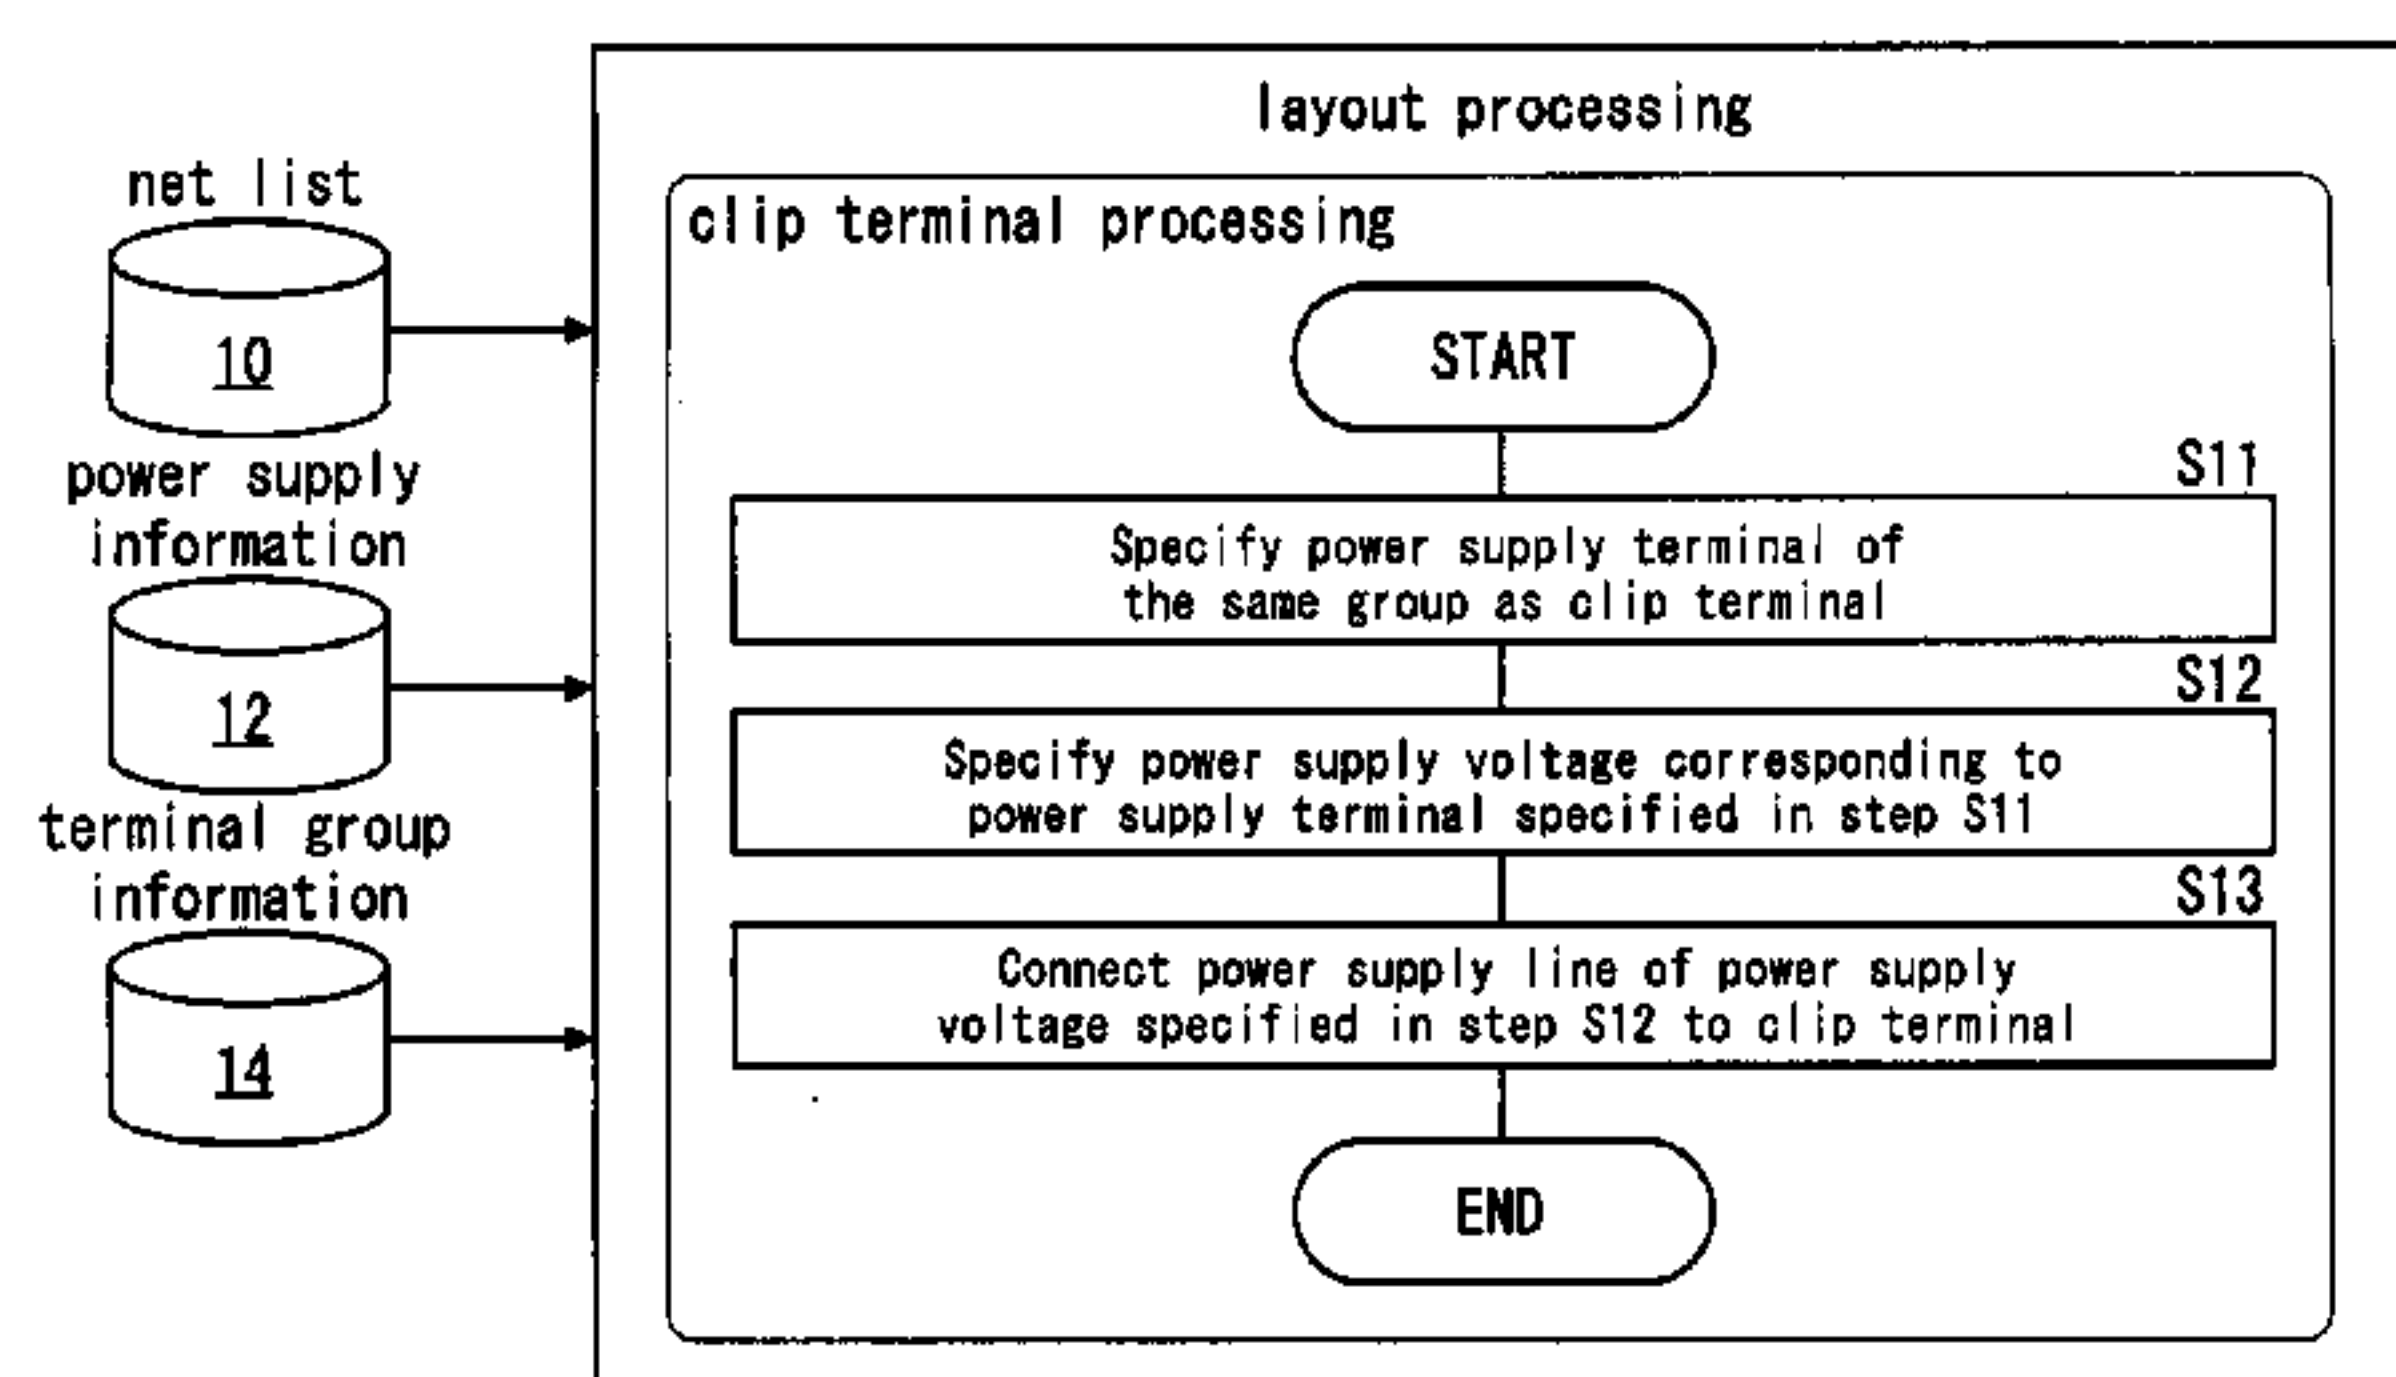 net list
10
power supply
information
12
terminal group
information
14
layout processing
clip terminal processing
START
S11
Specify power supply terminal of
the same group as clip terminal
S12
Specify power supply voltage corresponding to
power supply terminal specified in step S11
S13
Connect power supply line of power supply
voltage specified in step S12 to clip terminal
END